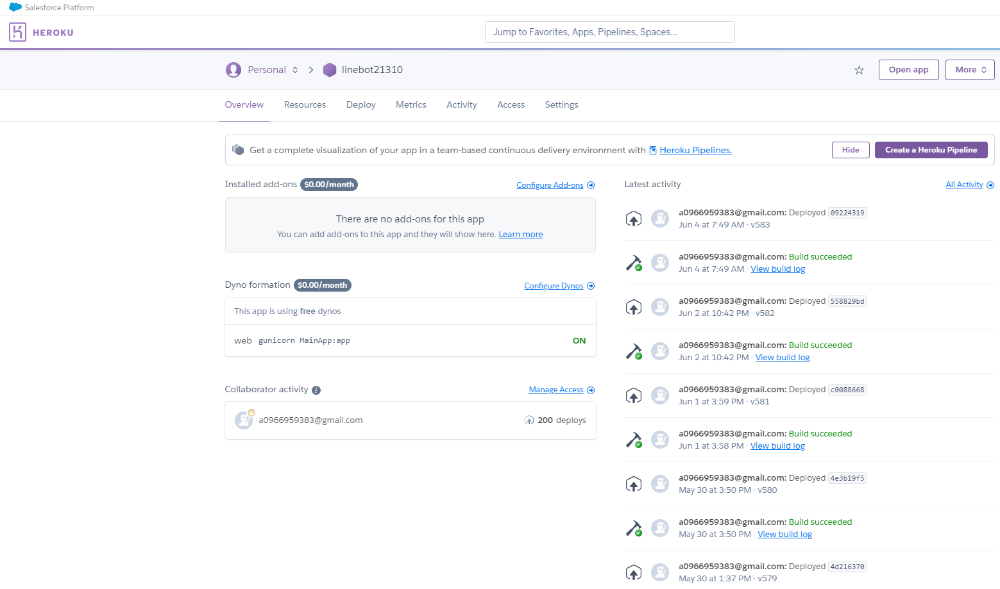 Salesforce Platform
HEROKU
Jump to Favorites, Apps, Pipelines, Spaces...
Personal
linebot21310
Open app
More
Overview
Resources
Deploy
Metrics
Activity
Access
Settings
Get a complete visualization of your app in a team-based continuous delivery environment with Heroku Pipelines.
Hide
Create a Heroku Pipeline
Installed add-ons $0.00/month
Configure Add-ons
There are no add-ons for this app
You can add add-ons to this app and they will show here. Learn more
Dyno formation $0.00/month
Configure Dynos
This app is using free dynos
web gunicorn MainApp:app
ON
Collaborator activity i
Manage Access
a0966959383@gmail.com
200 deploys
Latest activity
All Activity
a0966959383@gmail.com: Deployed 09224319
Jun 4 at 7:49 AM · v583
a0966959383@gmail.com: Build succeeded
Jun 4 at 7:49 AM · View build log
a0966959383@gmail.com: Deployed 558829bd
Jun 2 at 10:42 PM · v582
a0966959383@gmail.com: Build succeeded
Jun 2 at 10:42 PM · View build log
a0966959383@gmail.com: Deployed c0088668
Jun 1 at 3:59 PM · v581
a0966959383@gmail.com: Build succeeded
Jun 1 at 3:58 PM · View build log
a0966959383@gmail.com: Deployed 4e3b19f5
May 30 at 3:50 PM · v580
a0966959383@gmail.com: Build succeeded
May 30 at 3:50 PM · View build log
a0966959383@gmail.com: Deployed 4d216370
May 30 at 1:37 PM · v579